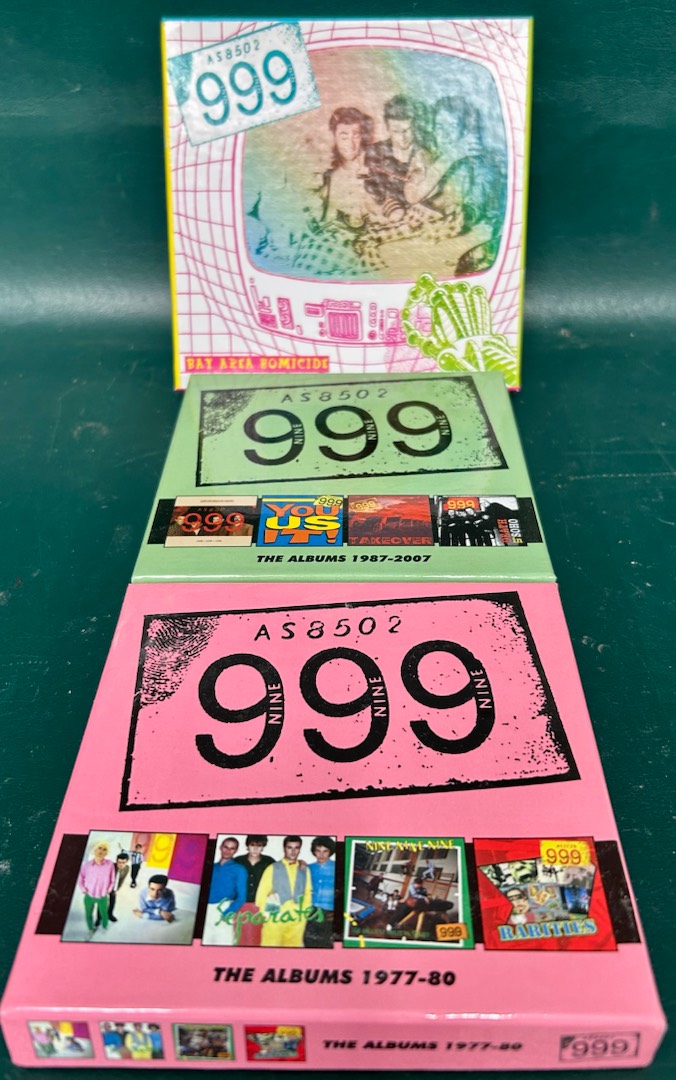 AS8502
999
BAY AREA HOMICIDE
AS8502
999
NINE NINE NINE
999
YOU
US
IT!
999
999
TAKEOVER
999
THE ALBUMS 1987-2007
AS8502
999
NINE NINE NINE
Separates
NINE NINE NINE
999
999
RARITIES
THE ALBUMS 1977-80
THE ALBUMS 1977-80
999